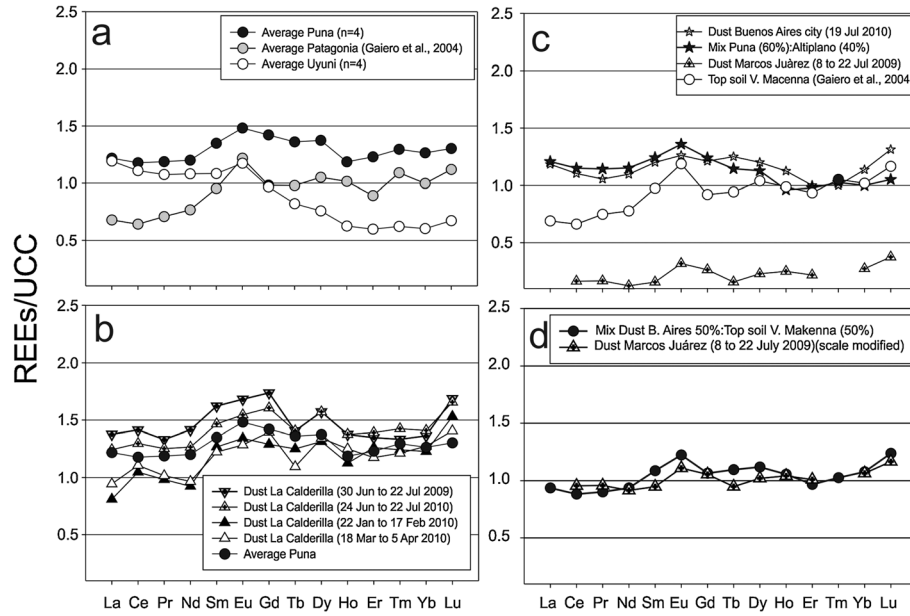 REEs/UCC
a
Average Puna (n=4)
Average Patagonia (Gaiero et al., 2004)
Average Uyuni (n=4)
2.5
2.0
1.5
1.0
0.5
b
2.5
2.0
1.5
1.0
0.5
Dust La Calderilla (30 Jun to 22 Jul 2009)
Dust La Calderilla (24 Jun to 22 Jul 2010)
Dust La Calderilla (22 Jan to 17 Feb 2010)
Dust La Calderilla (18 Mar to 5 Apr 2010)
Average Puna
La Ce Pr Nd Sm Eu Gd Tb Dy Ho Er Tm Yb Lu
c
Dust Buenos Aires city (19 Jul 2010)
Mix Puna (60%):Altiplano (40%)
Dust Marcos Juàrez (8 to 22 Jul 2009)
Top soil V. Macenna (Gaiero et al., 2004
2.5
2.0
1.5
1.0
0.5
d
Mix Dust B. Aires 50%:Top soil V. Makenna (50%)
Dust Marcos Juárez (8 to 22 July 2009)(scale modified)
2.5
2.0
1.5
1.0
0.5
La Ce Pr Nd Sm Eu Gd Tb Dy Ho Er Tm Yb Lu